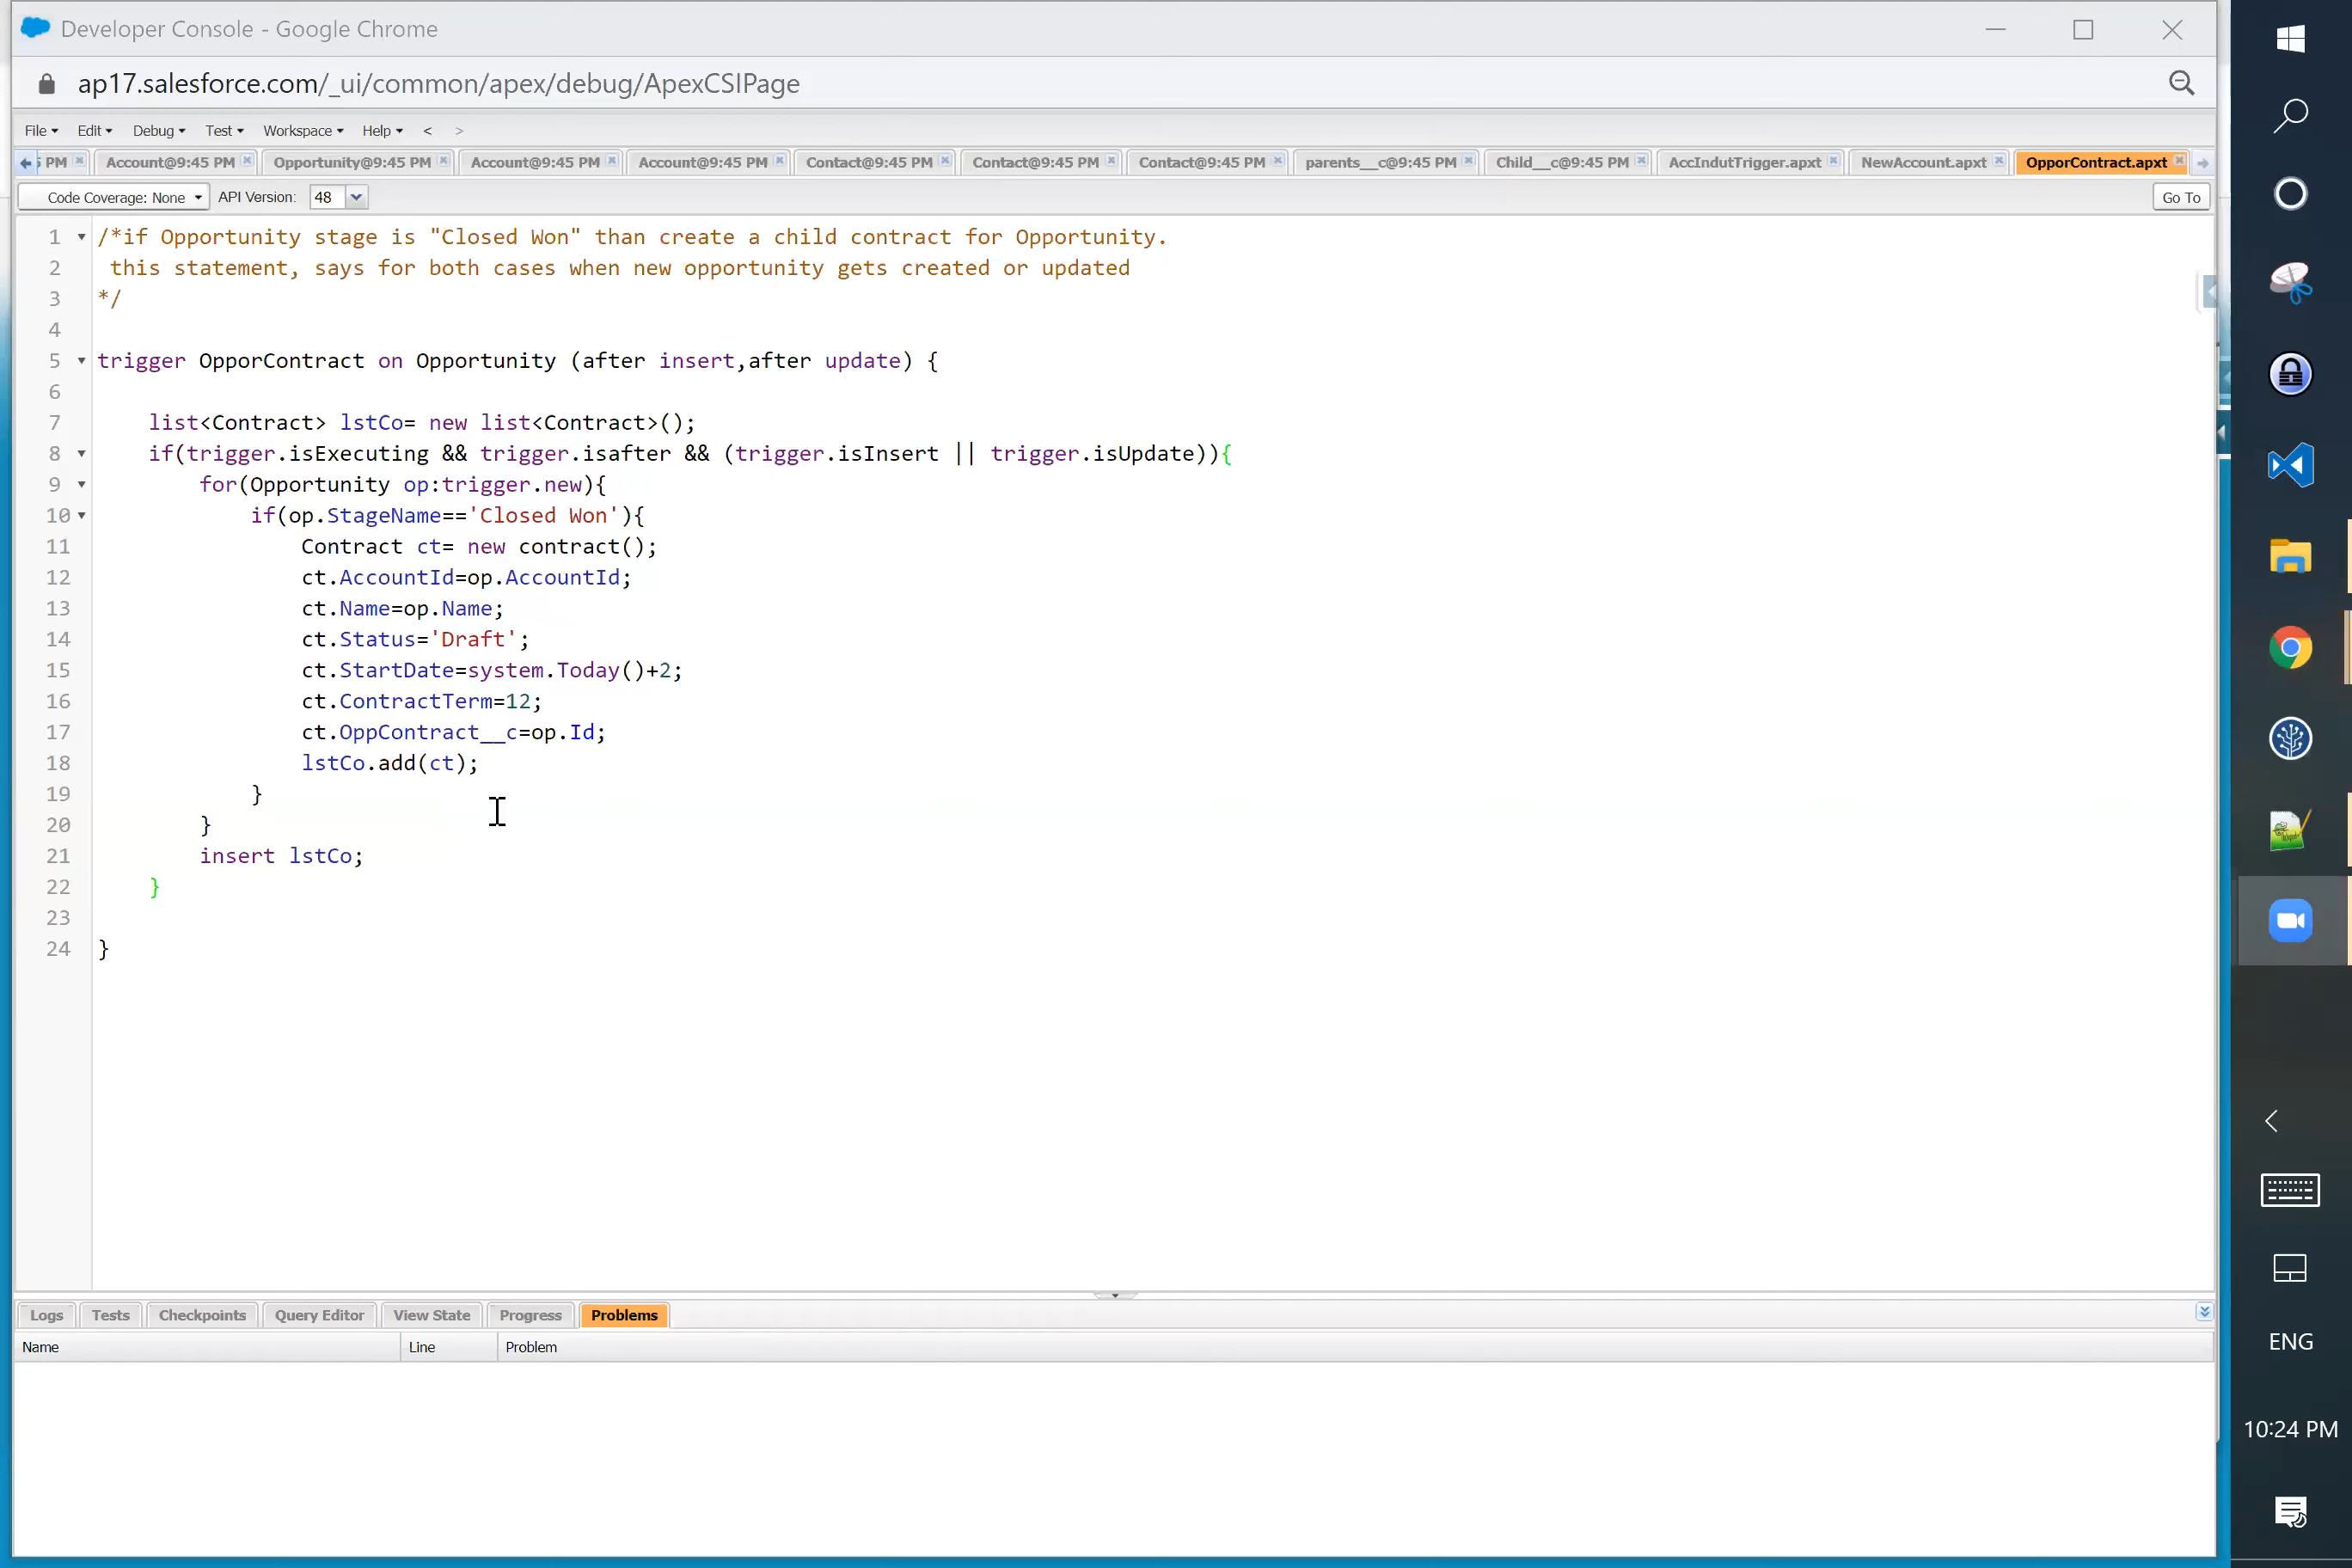 Developer Console - Google Chrome
ap17.salesforce.com/_ui/common/apex/debug/ApexCSIPage
File Edit Debug Test Workspace Help < >
PM Account@9:45 PM Opportunity@9:45 PM Account@9:45 PM Account@9:45 PM Contact@9:45 PM Contact@9:45 PM Contact@9:45 PM parents__c@9:45 PM Child__c@9:45 PM AccIndutTrigger.apxt NewAccount.apxt OpporContract.apxt
Code Coverage: None API Version: 48 Go To
1 /*if Opportunity stage is "Closed Won" than create a child contract for Opportunity.
2 this statement, says for both cases when new opportunity gets created or updated
3 */
4
5 trigger OpporContract on Opportunity (after insert,after update) {
6
7 list<Contract> lstCo= new list<Contract>();
8 if(trigger.isExecuting && trigger.isafter && (trigger.isInsert || trigger.isUpdate)){
9 for(Opportunity op:trigger.new){
10 if(op.StageName=='Closed Won'){
11 Contract ct= new contract();
12 ct.AccountId=op.AccountId;
13 ct.Name=op.Name;
14 ct.Status='Draft';
15 ct.StartDate=system.Today()+2;
16 ct.ContractTerm=12;
17 ct.OppContract__c=op.Id;
18 lstCo.add(ct);
19 }
20 }
21 insert lstCo;
22 }
23
24 }
Logs Tests Checkpoints Query Editor View State Progress Problems
Name Line Problem
ENG
10:24 PM